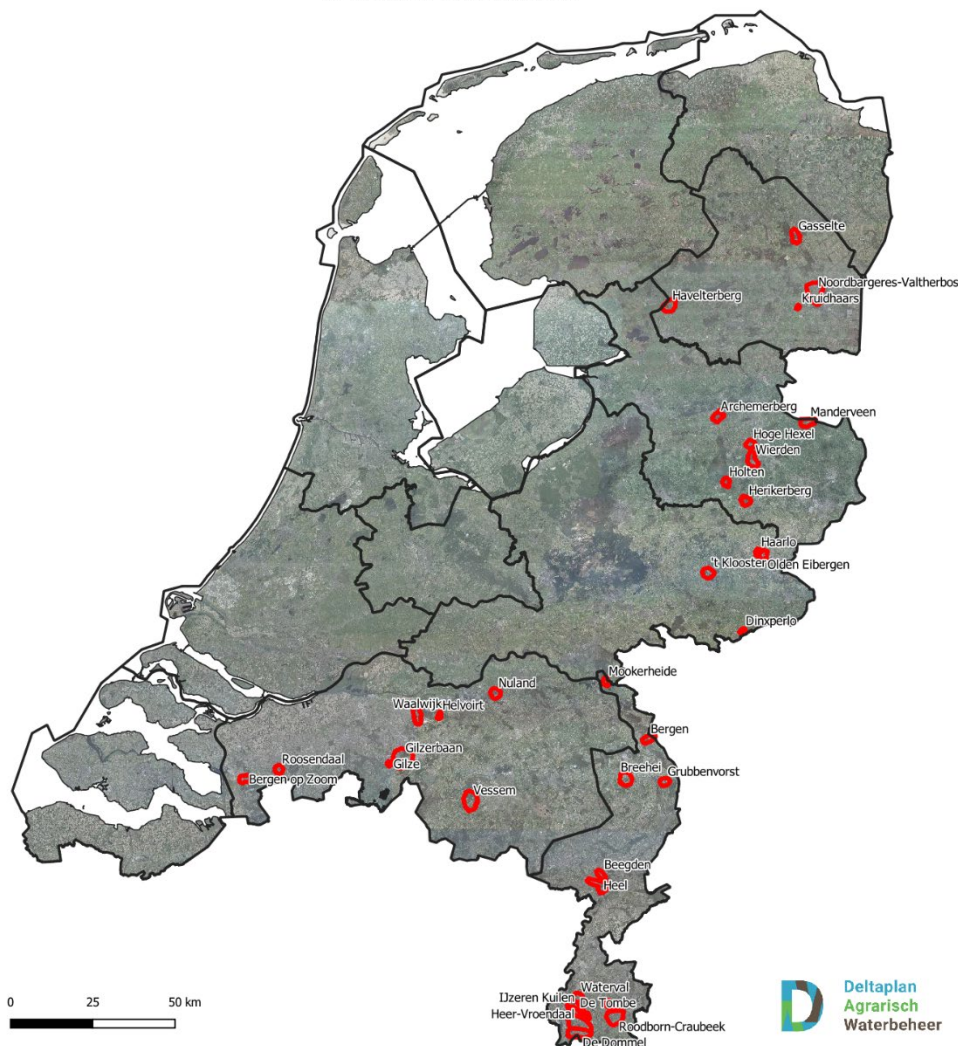 Gasselte
Noordbargeres-Valtherbos
Kruidhaars
Havelterberg
Archemerberg
Manderveen
Hoge Hexel
Wierden
Holten
Herikerberg
Haarlo
't Klooster
Olden Eibergen
Dinxperlo
Mookerheide
Nuland
Waalwijk
Helvoirt
Bergen
Gilzerbaan
Gilze
Roosendaal
Bergen op Zoom
Breehei
Grubbenvorst
Vessem
Beegden
Heel
Waterval
IJzeren Kuilen
De Tombe
Heer-Vroendaal
Roodborn-Craubeek
De Dommel
0 25 50 km
Deltaplan
Agrarisch
Waterbeheer